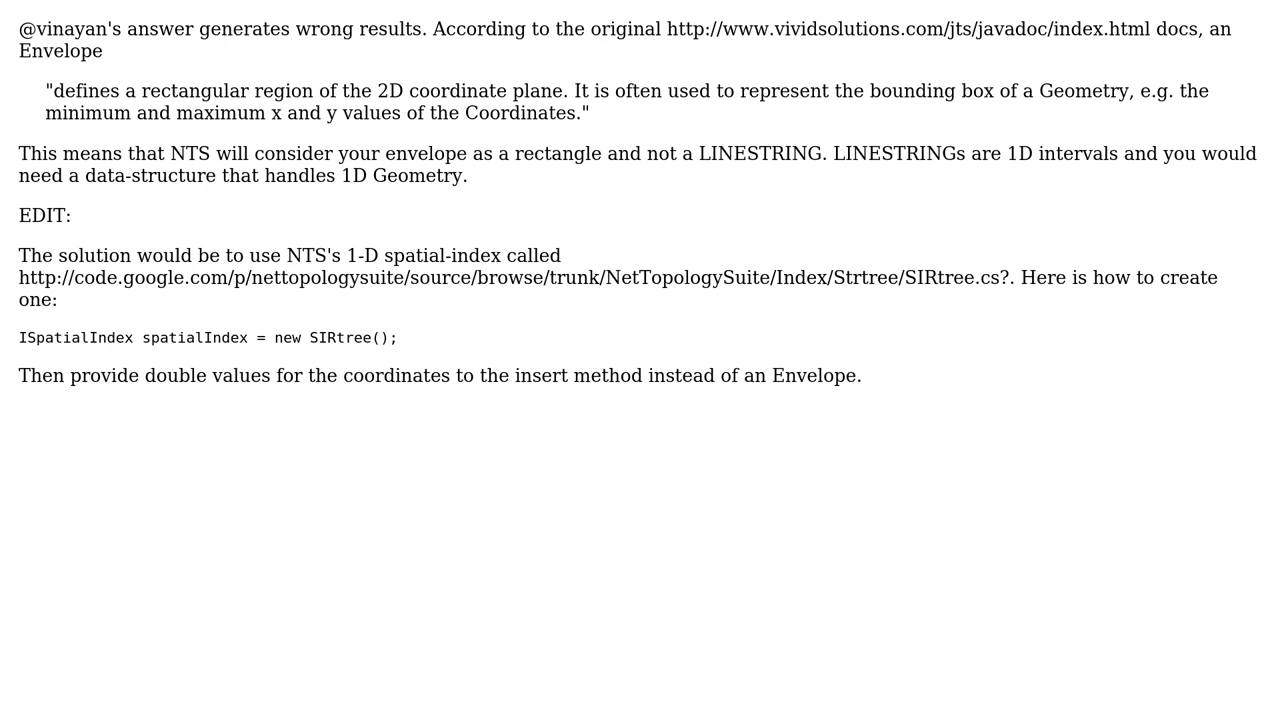 @vinayan's answer generates wrong results. According to the original http://www.vividsolutions.com/jts/javadoc/index.html docs, an
Envelope
"defines a rectangular region of the 2D coordinate plane. It is often used to represent the bounding box of a Geometry, e.g. the
minimum and maximum x and y values of the Coordinates."
This means that NTS will consider your envelope as a rectangle and not a LINESTRING. LINESTRINGs are 1D intervals and you would
need a data-structure that handles 1D Geometry.
EDIT:
The solution would be to use NTS's 1-D spatial-index called
http://code.google.com/p/nettopologysuite/source/browse/trunk/NetTopologySuite/Index/Strtree/SIRtree.cs?. Here is how to create
one:
ISpatialIndex spatialIndex = new SIRtree();
Then provide double values for the coordinates to the insert method instead of an Envelope.